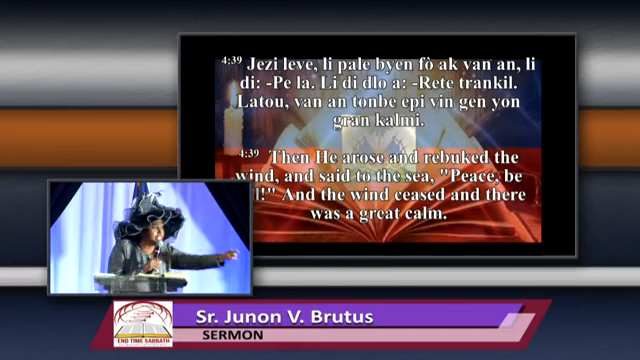 4:39 Jezi leve, li pale byen fò ak van an, li
di: -Pe la. Li di dlo a: -Rete trankil.
Latou, van an tonbe epi vin gen yon
gran kalmi.
4:39 Then He arose and rebuked the
wind, and said to the sea, "Peace, be
!" And the wind ceased and there
was a great calm.
Sr. Junon V. Brutus
SERMON
END TIME SABBATH